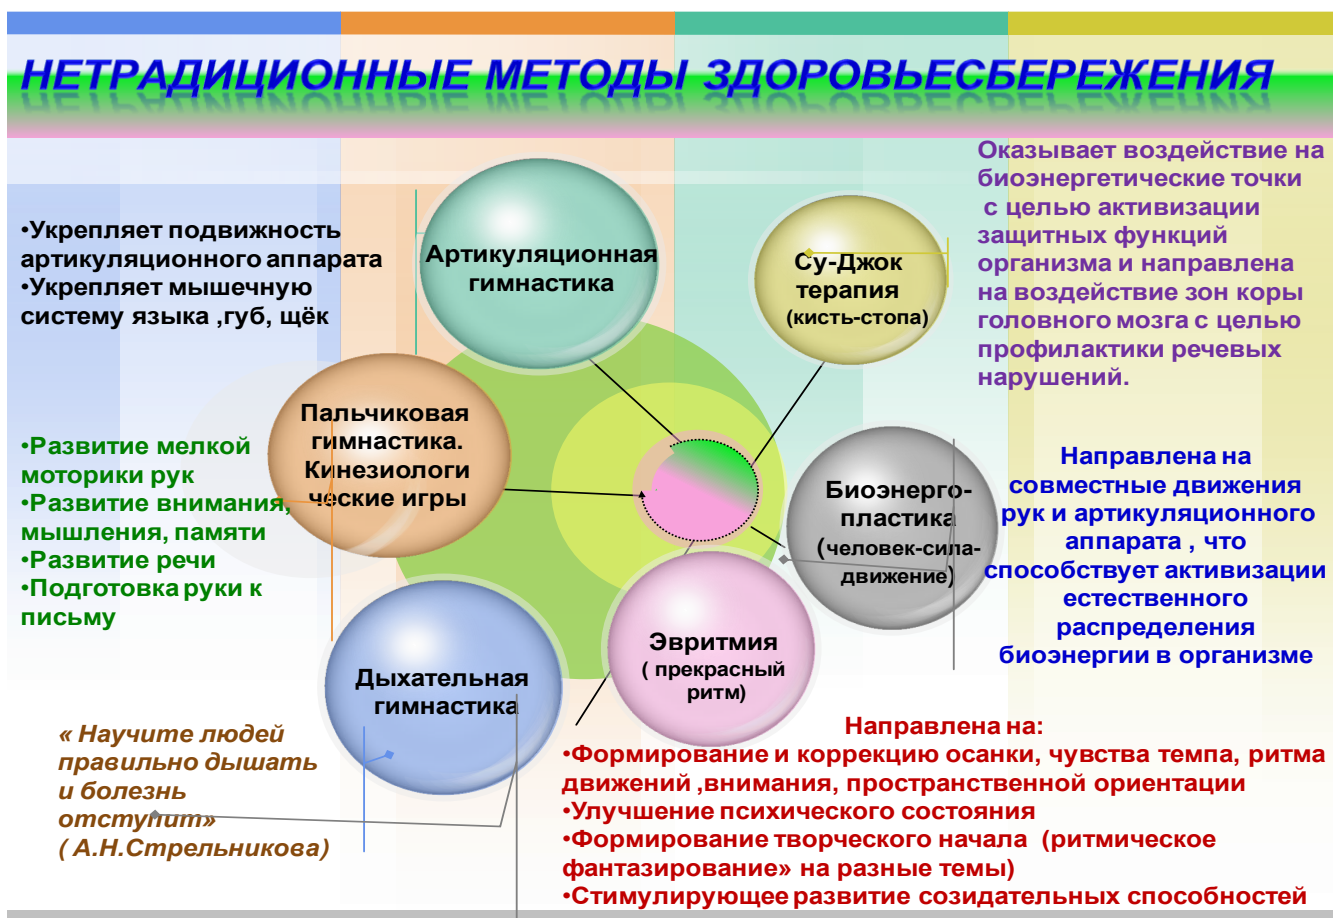 НЕТРАДИЦИОННЫЕ МЕТОДЫ ЗДОРОВЬЕСБЕРЕЖЕНИЯ
•Укрепляет подвижность
артикуляционного аппарата
•Укрепляет мышечную
систему языка ,губ, щёк
Артикуляционная
гимнастика
Су-Джок
терапия
(кисть-стопа)
Оказывает воздействие на
биоэнергетические точки
с целью активизации
защитных функций
организма и направлена
на воздействие зон коры
головного мозга с целью
профилактики речевых
нарушений.
Пальчиковая
гимнастика.
Кинезиологи
ческие игры
•Развитие мелкой
моторики рук
•Развитие внимания,
мышления, памяти
•Развитие речи
•Подготовка руки к
письму
Биоэнерго-
пластика
(человек-сила-
движение)
Направлена на
совместные движения
рук и артикуляционного
аппарата , что
способствует активизации
естественного
распределения
биоэнергии в организме
Дыхательная
гимнастика
« Научите людей
правильно дышать
и болезнь
отступит»
( А.Н.Стрельникова)
Эвритмия
( прекрасный
ритм)
Направлена на:
•Формирование и коррекцию осанки, чувства темпа, ритма
движений ,внимания, пространственной ориентации
•Улучшение психического состояния
•Формирование творческого начала (ритмическое
фантазирование» на разные темы)
•Стимулирующее развитие созидательных способностей